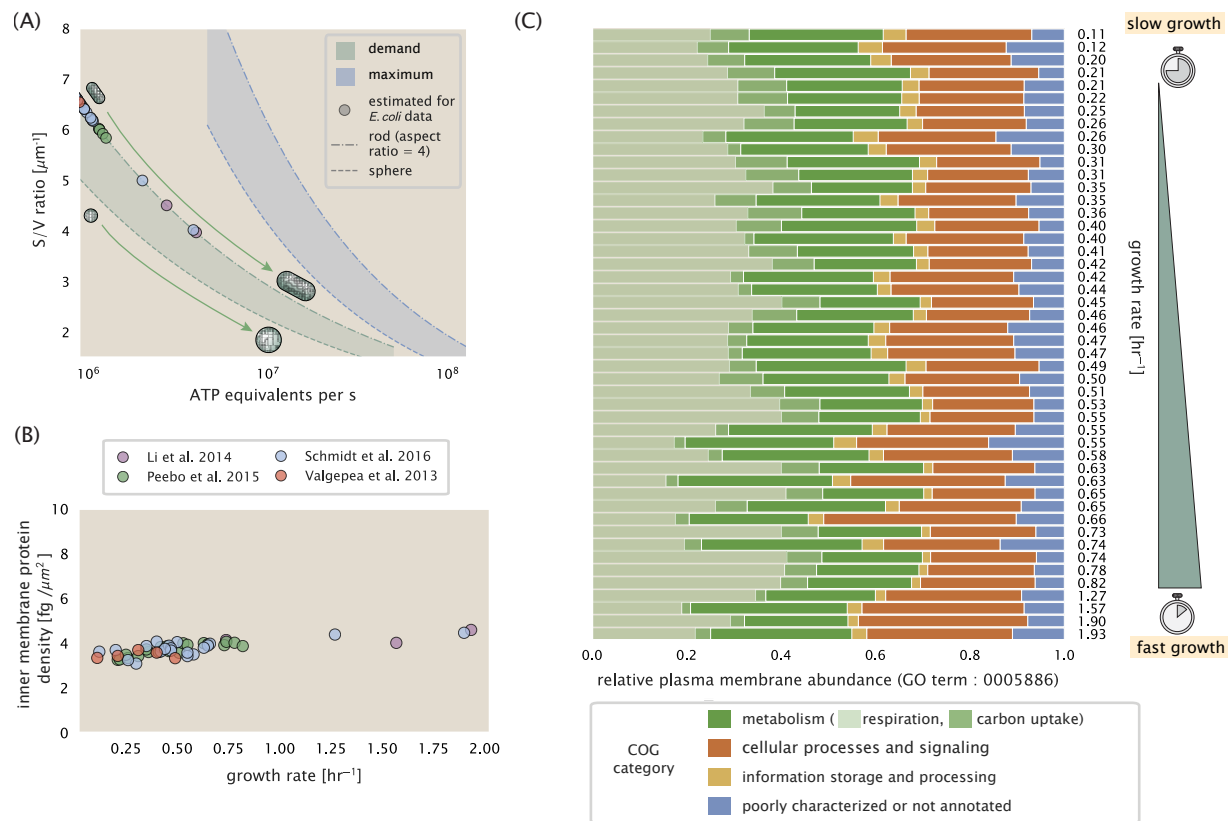 (A)
8
7
6
5
4
3
2
S/V ratio [μm⁻¹]
demand
maximum
estimated for
E. coli data
rod (aspect
ratio = 4)
sphere
10⁶
10⁷
10⁸
ATP equivalents per s
(B)
Li et al. 2014
Schmidt et al. 2016
Peebo et al. 2015
Valgepea et al. 2013
10
8
6
4
2
0
inner membrane protein
density [fg /μm²]
0.25
0.50
0.75
1.00
1.25
1.50
1.75
2.00
growth rate [hr⁻¹]
(C)
0.11
0.12
0.20
0.21
0.21
0.22
0.25
0.26
0.26
0.30
0.31
0.31
0.35
0.35
0.36
0.40
0.40
0.41
0.42
0.42
0.44
0.45
0.46
0.46
0.47
0.47
0.49
0.50
0.51
0.53
0.55
0.55
0.55
0.58
0.63
0.63
0.65
0.65
0.66
0.73
0.74
0.74
0.78
0.82
1.27
1.57
1.90
1.93
0.0
0.2
0.4
0.6
0.8
1.0
relative plasma membrane abundance (GO term : 0005886)
slow growth
growth rate [hr⁻¹]
fast growth
COG
category
metabolism ( respiration, carbon uptake)
cellular processes and signaling
information storage and processing
poorly characterized or not annotated